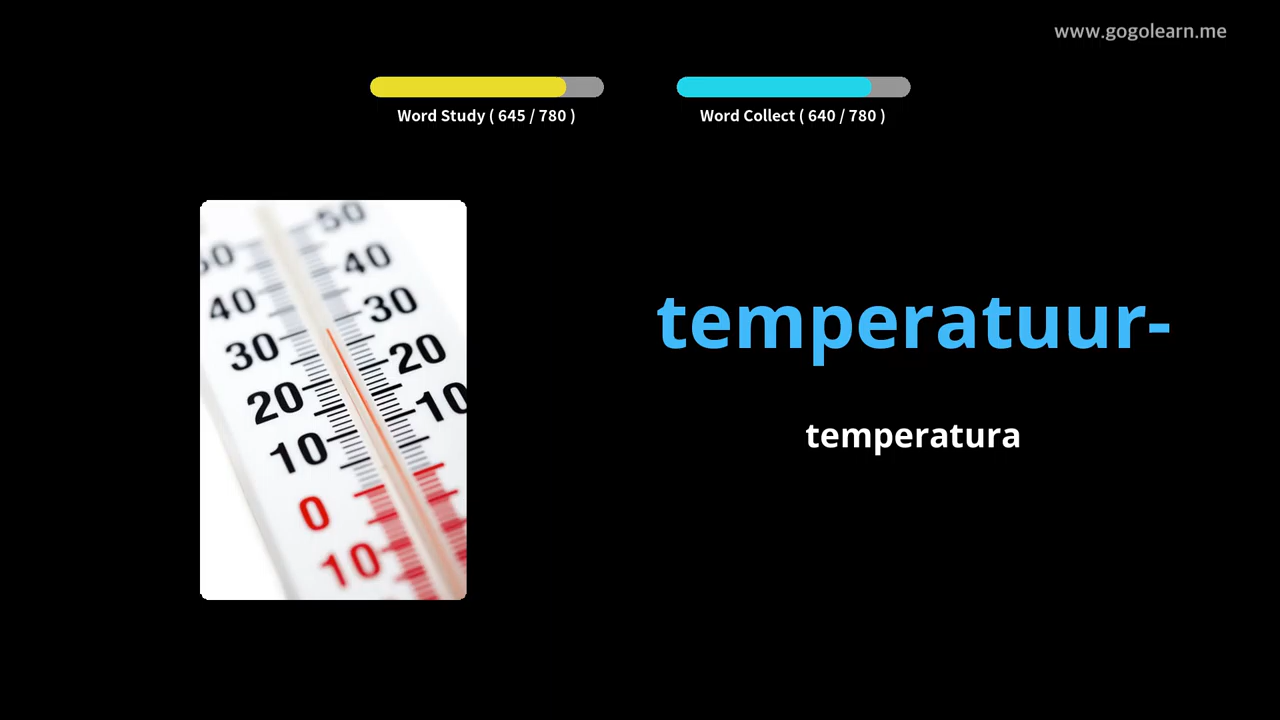 www.gogolearn.me
Word Study ( 645 / 780 )
Word Collect ( 640 / 780 )
50
50
40
40
30
30
20
20
10
10
0
10
temperatuur-
temperatura